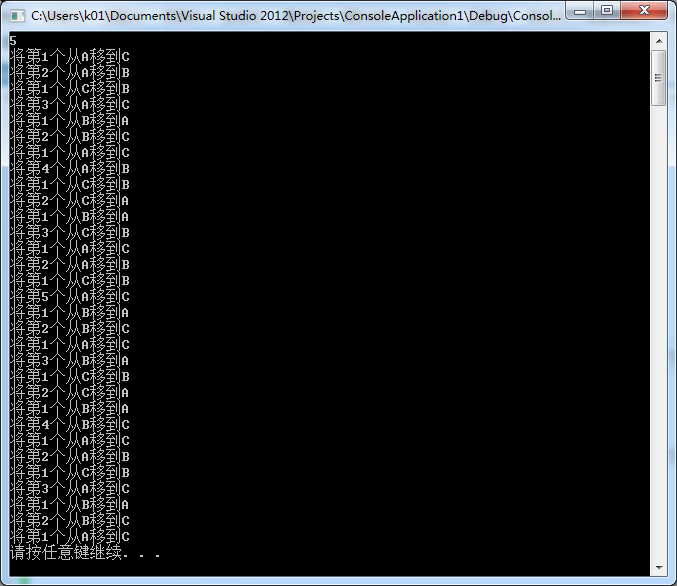 C:\Users\k01\Documents\Visual Studio 2012\Projects\ConsoleApplication1\Debug\Consol...
5
将第1个从A移到C
将第2个从A移到B
将第1个从C移到B
将第3个从A移到C
将第1个从B移到A
将第2个从B移到C
将第1个从A移到C
将第4个从A移到B
将第1个从C移到B
将第2个从C移到A
将第1个从B移到A
将第3个从C移到B
将第1个从A移到C
将第2个从A移到B
将第1个从C移到B
将第5个从A移到C
将第1个从B移到A
将第2个从B移到C
将第1个从A移到C
将第3个从B移到A
将第1个从C移到B
将第2个从C移到A
将第1个从B移到A
将第4个从B移到C
将第1个从A移到C
将第2个从A移到B
将第1个从C移到B
将第3个从A移到C
将第1个从B移到A
将第2个从B移到C
将第1个从A移到C
请按任意键继续. . .